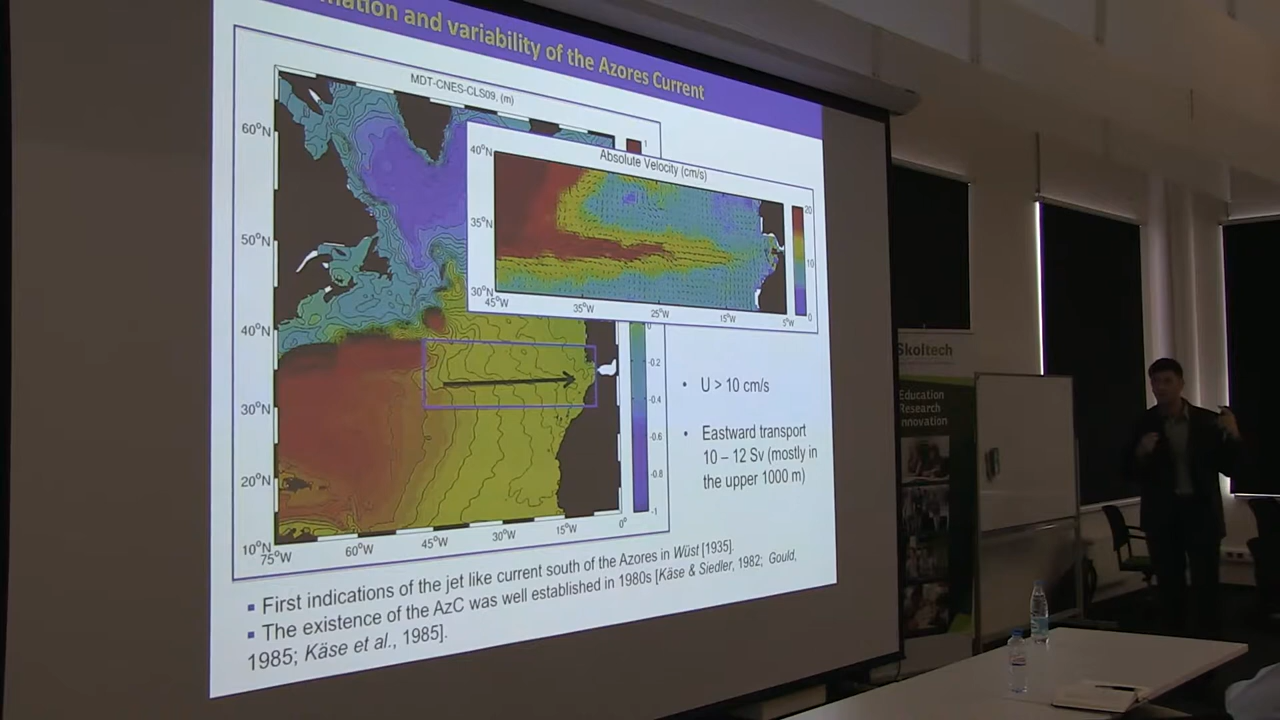 and variability of the Azores Current
MDT-CNES-CLS09. (m)
60°N
50°N
40°N
30°N
20°N
10°N
75°W
60°W
45°W
30°W
15°W
0°
1
0
-0.2
-0.4
-0.6
-0.8
-1
Absolute Velocity (cm/s)
40°N
35°N
30°N
45°W
35°W
25°W
15°W
5°W
20
10
0
• U > 10 cm/s
• Eastward transport
10 – 12 Sv (mostly in
the upper 1000 m)
▪ First indications of the jet like current south of the Azores in Wüst [1935].
▪ The existence of the AzC was well established in 1980s [Käse & Siedler, 1982; Gould,
1985; Käse et al., 1985].
Skoltech
Education
Research
Innovation